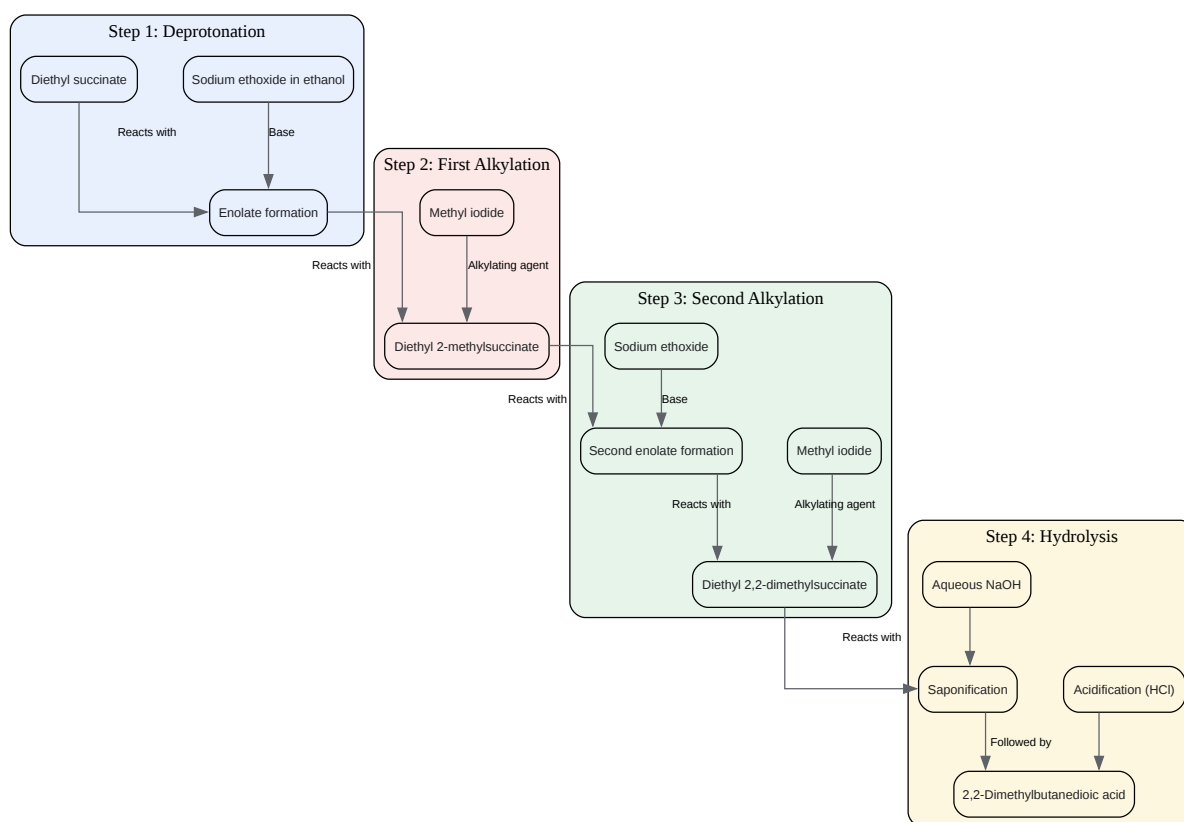 Step 1: Deprotonation
Diethyl succinate
Sodium ethoxide in ethanol
Reacts with
Base
Enolate formation
Step 2: First Alkylation
Methyl iodide
Reacts with
Alkylating agent
Diethyl 2-methylsuccinate
Step 3: Second Alkylation
Sodium ethoxide
Reacts with
Base
Second enolate formation
Methyl iodide
Reacts with
Alkylating agent
Diethyl 2,2-dimethylsuccinate
Step 4: Hydrolysis
Aqueous NaOH
Reacts with
Saponification
Acidification (HCl)
Followed by
2,2-Dimethylbutanedioic acid